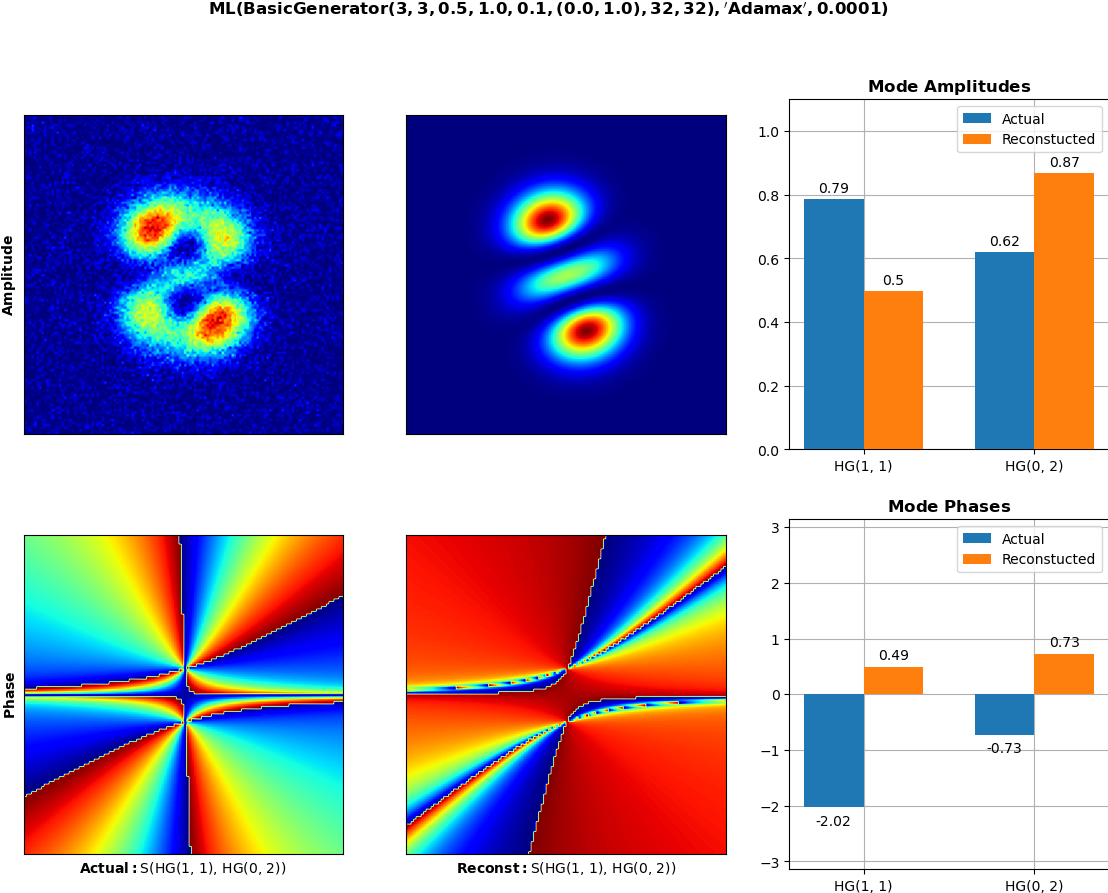 ML(BasicGenerator(3, 3, 0.5, 1.0, 0.1, (0.0, 1.0), 32, 32), 'Adamax', 0.0001)
Amplitude
Mode Amplitudes
Actual
Reconstucted
1.0
0.8
0.6
0.4
0.2
0.0
0.79
0.5
0.62
0.87
HG(1, 1)
HG(0, 2)
Phase
Actual: S(HG(1, 1), HG(0, 2))
Reconst: S(HG(1, 1), HG(0, 2))
Mode Phases
Actual
Reconstucted
3
2
1
0
−1
−2
−3
-2.02
0.49
-0.73
0.73
HG(1, 1)
HG(0, 2)